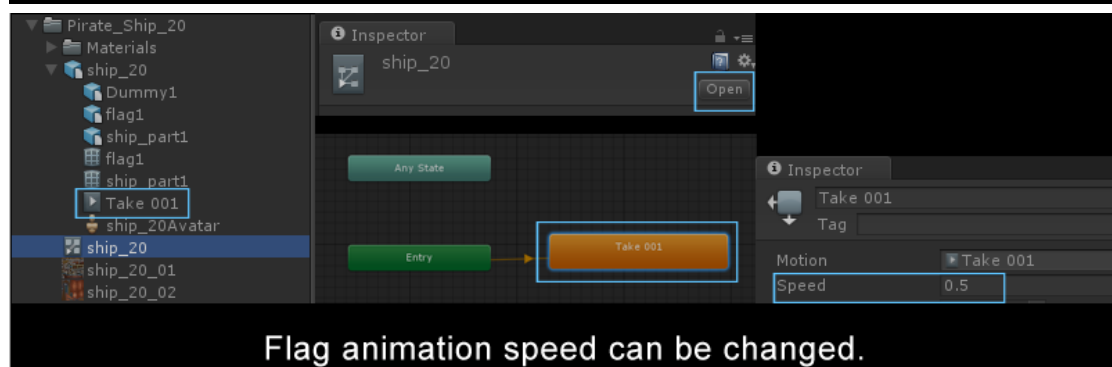 Pirate_Ship_20
Materials
ship_20
Dummy1
flag1
ship_part1
flag1
ship_part1
Take 001
ship_20Avatar
ship_20
ship_20_01
ship_20_02
Inspector
ship_20
Open
Any State
Entry
Take 001
Inspector
Take 001
Tag
Motion Take 001
Speed 0.5
Flag animation speed can be changed.